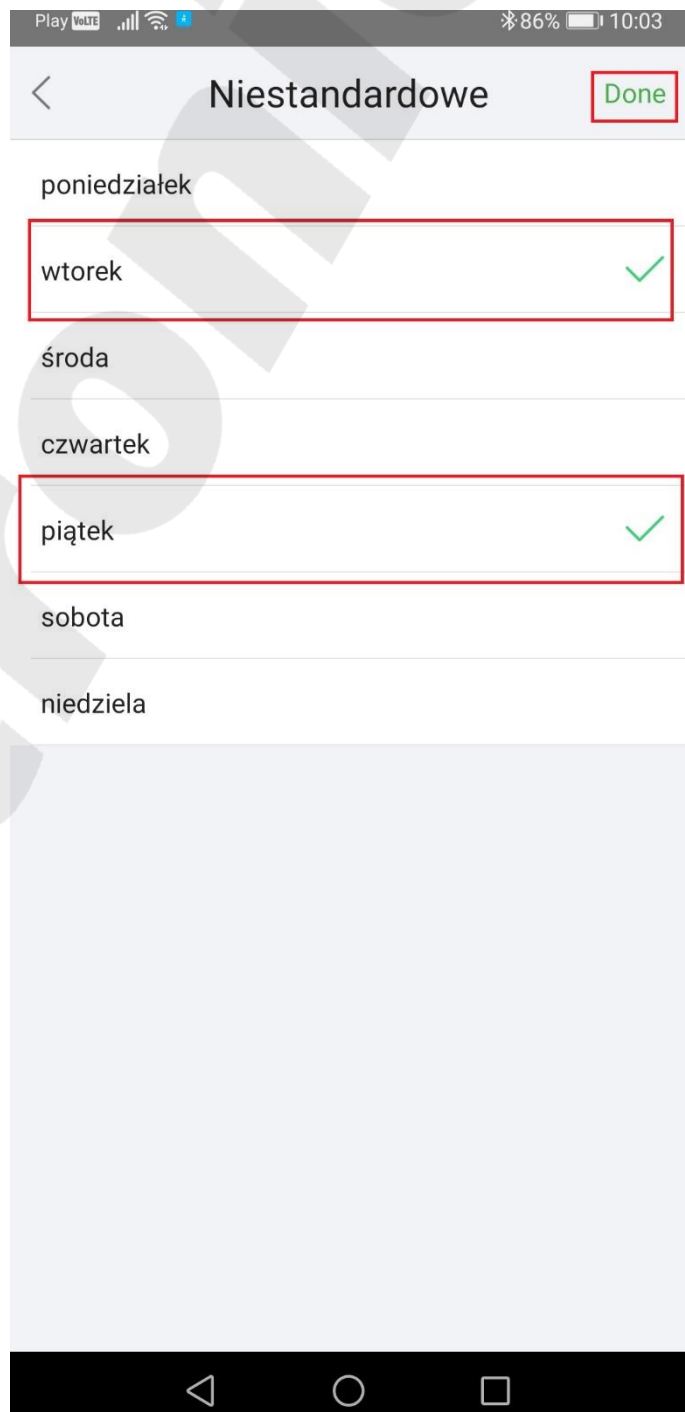 Play VoLTE 86% 10:03
Niestandardowe Done
poniedziałek
wtorek
środa
czwartek
piątek
sobota
niedziela